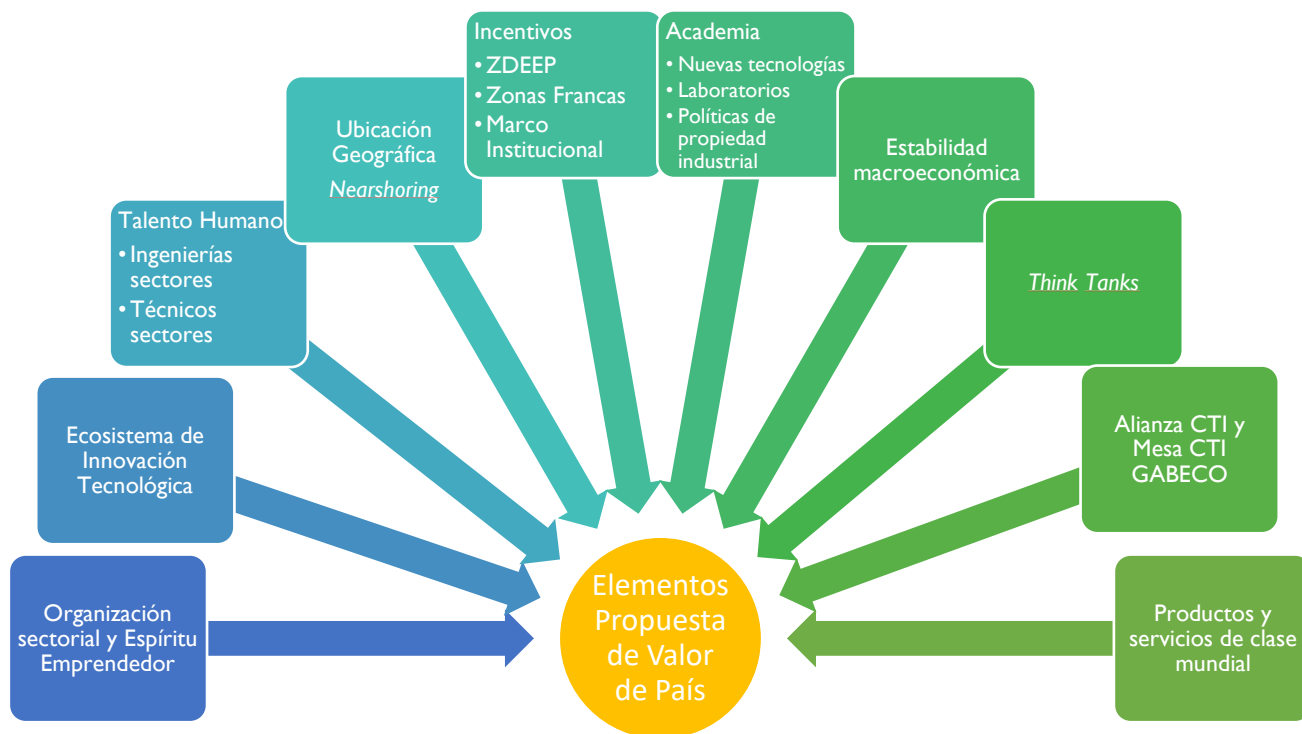 Organización
sectorial y Espíritu
Emprendedor
Ecosistema de
Innovación
Tecnológica
Talento Humano
• Ingenierías
sectores
• Técnicos
sectores
Ubicación
Geográfica
Nearshoring
Incentivos
• ZDEEP
• Zonas Francas
• Marco
Institucional
Academia
• Nuevas tecnologías
• Laboratorios
• Políticas de
propiedad
industrial
Estabilidad
macroeconómica
Think Tanks
Alianza CTI y
Mesa CTI
GABECO
Productos y
servicios de clase
mundial
Elementos
Propuesta
de Valor
de País